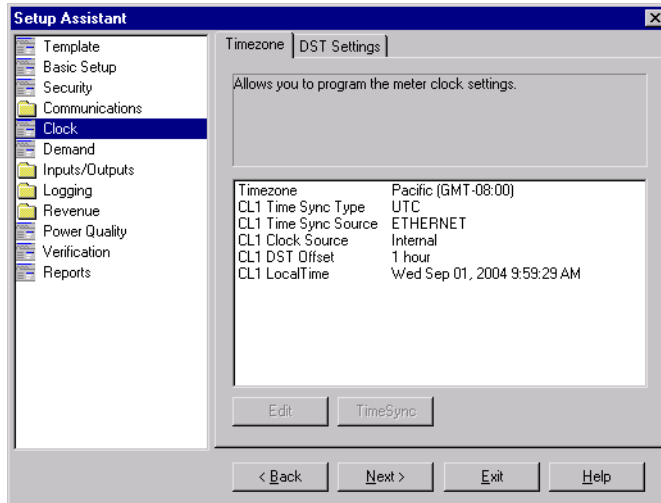 Setup Assistant
Template
Basic Setup
Security
Communications
Clock
Demand
Inputs/Outputs
Logging
Revenue
Power Quality
Verification
Reports
Timezone DST Settings
Allows you to program the meter clock settings.
Timezone Pacific (GMT-08:00)
CL1 Time Sync Type UTC
CL1 Time Sync Source ETHERNET
CL1 Clock Source Internal
CL1 DST Offset 1 hour
CL1 LocalTime Wed Sep 01, 2004 9:59:29 AM
Edit TimeSync
< Back Next > Exit Help